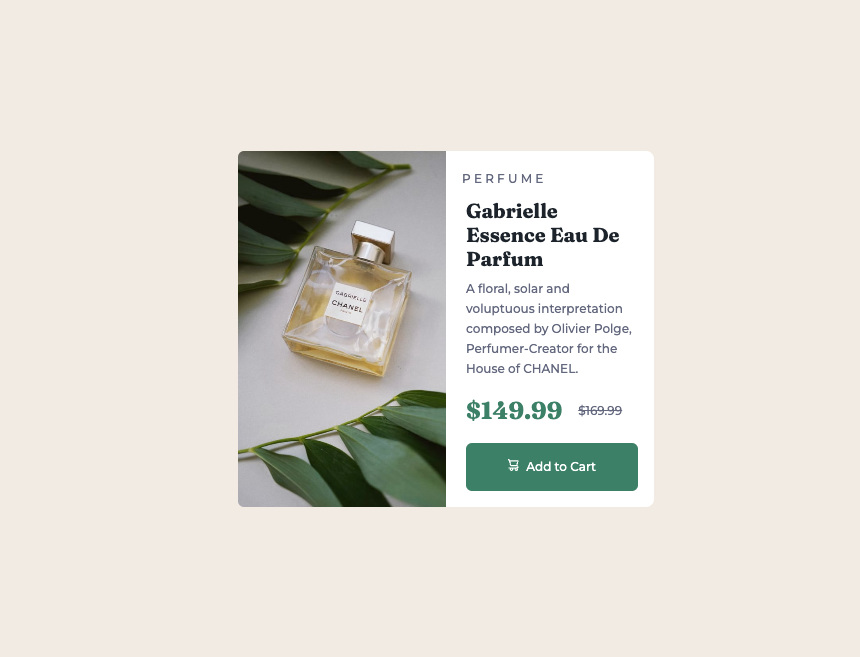 GABRIELLE
CHANEL
PARIS
PERFUME
Gabrielle
Essence Eau De
Parfum
A floral, solar and
voluptuous interpretation
composed by Olivier Polge,
Perfumer-Creator for the
House of CHANEL.
$149.99 $169.99
Add to Cart